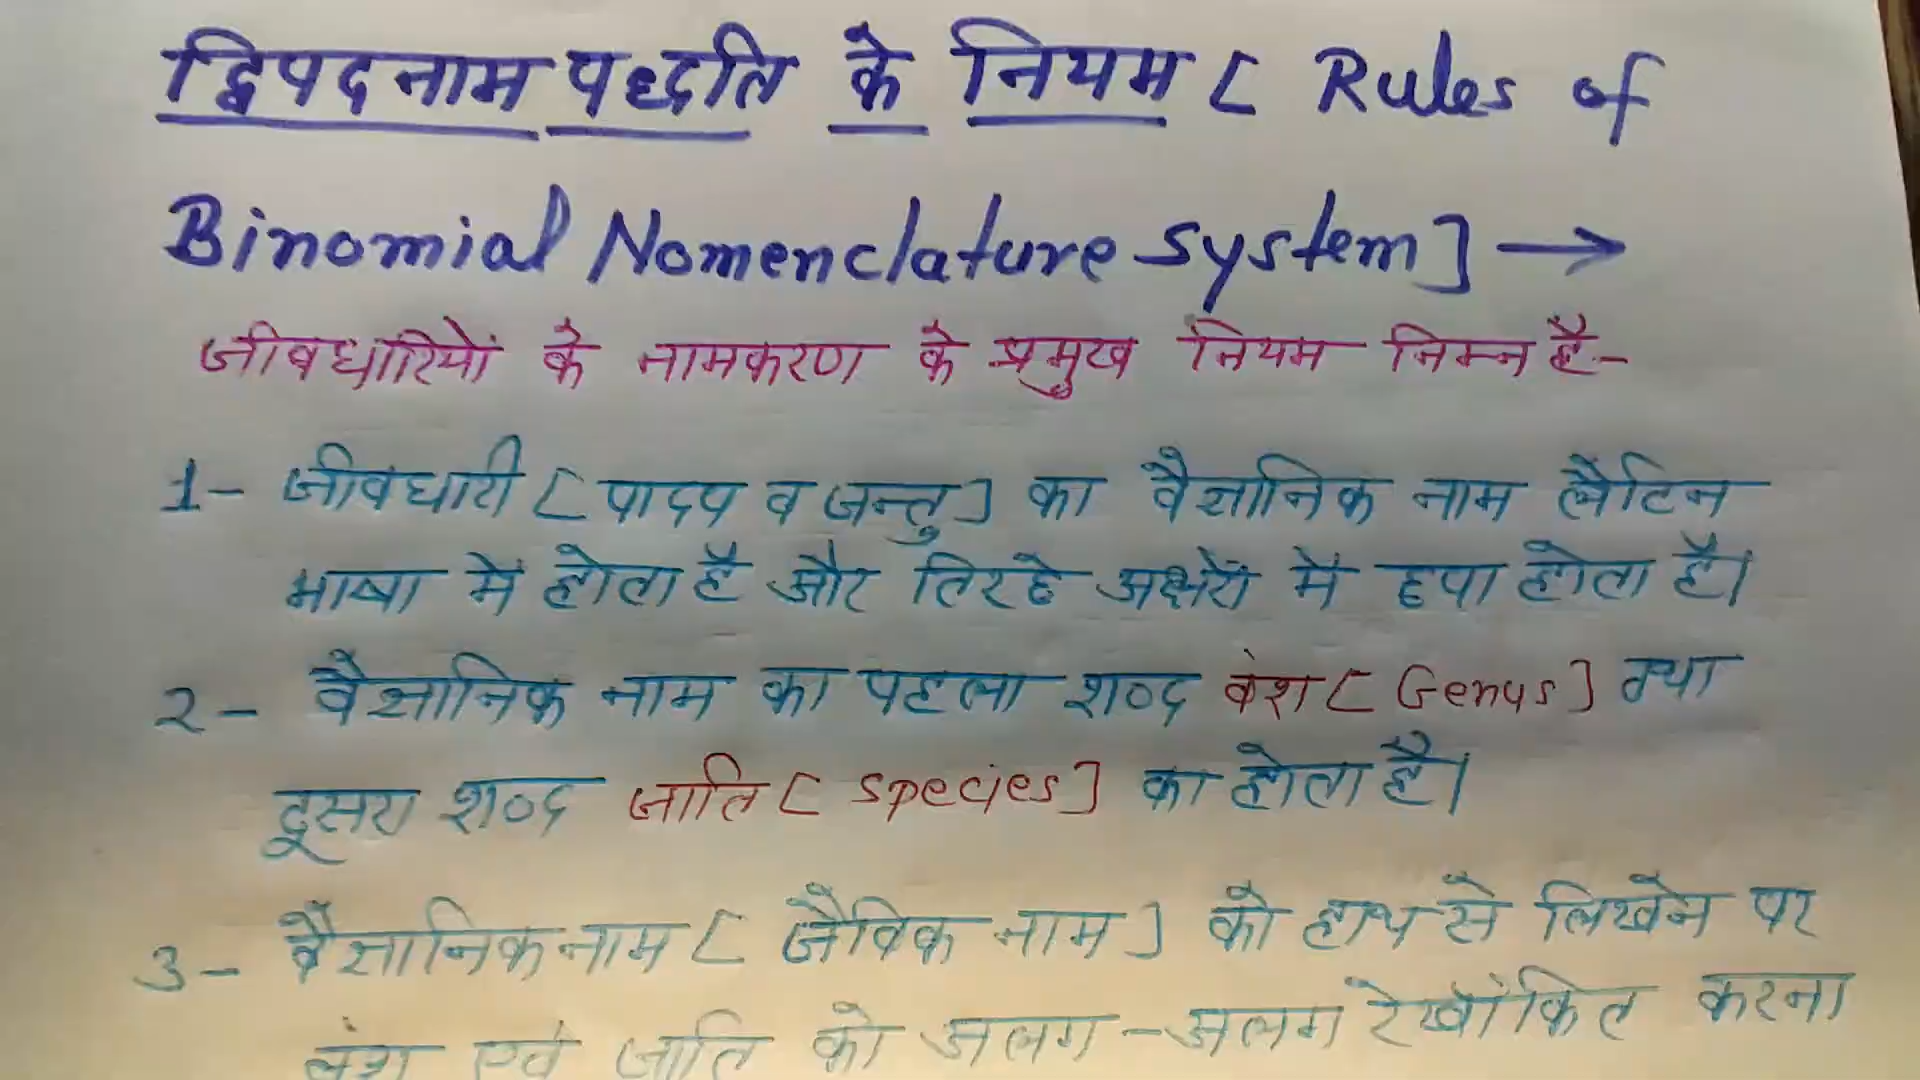 द्विपदनाम पद्धति के नियम [ Rules of
Binomial Nomenclature System ] →
जीवधारियों के नामकरण के प्रमुख नियम निम्न है-
1- जीवधारी [ पादप व जन्तु ] का वैज्ञानिक नाम लैटिन
भाषा में होता है और तिरछे अक्षरों में छपा होता है।
2- वैज्ञानिक नाम का पहला शब्द वंश [ Genus ] तथा
दूसरा शब्द जाति [ species ] का होता है।
3- वैज्ञानिक नाम [ जैविक नाम ] को हाथ से लिखने पर
वंश एवं जाति को अलग-अलग रेखांकित करना